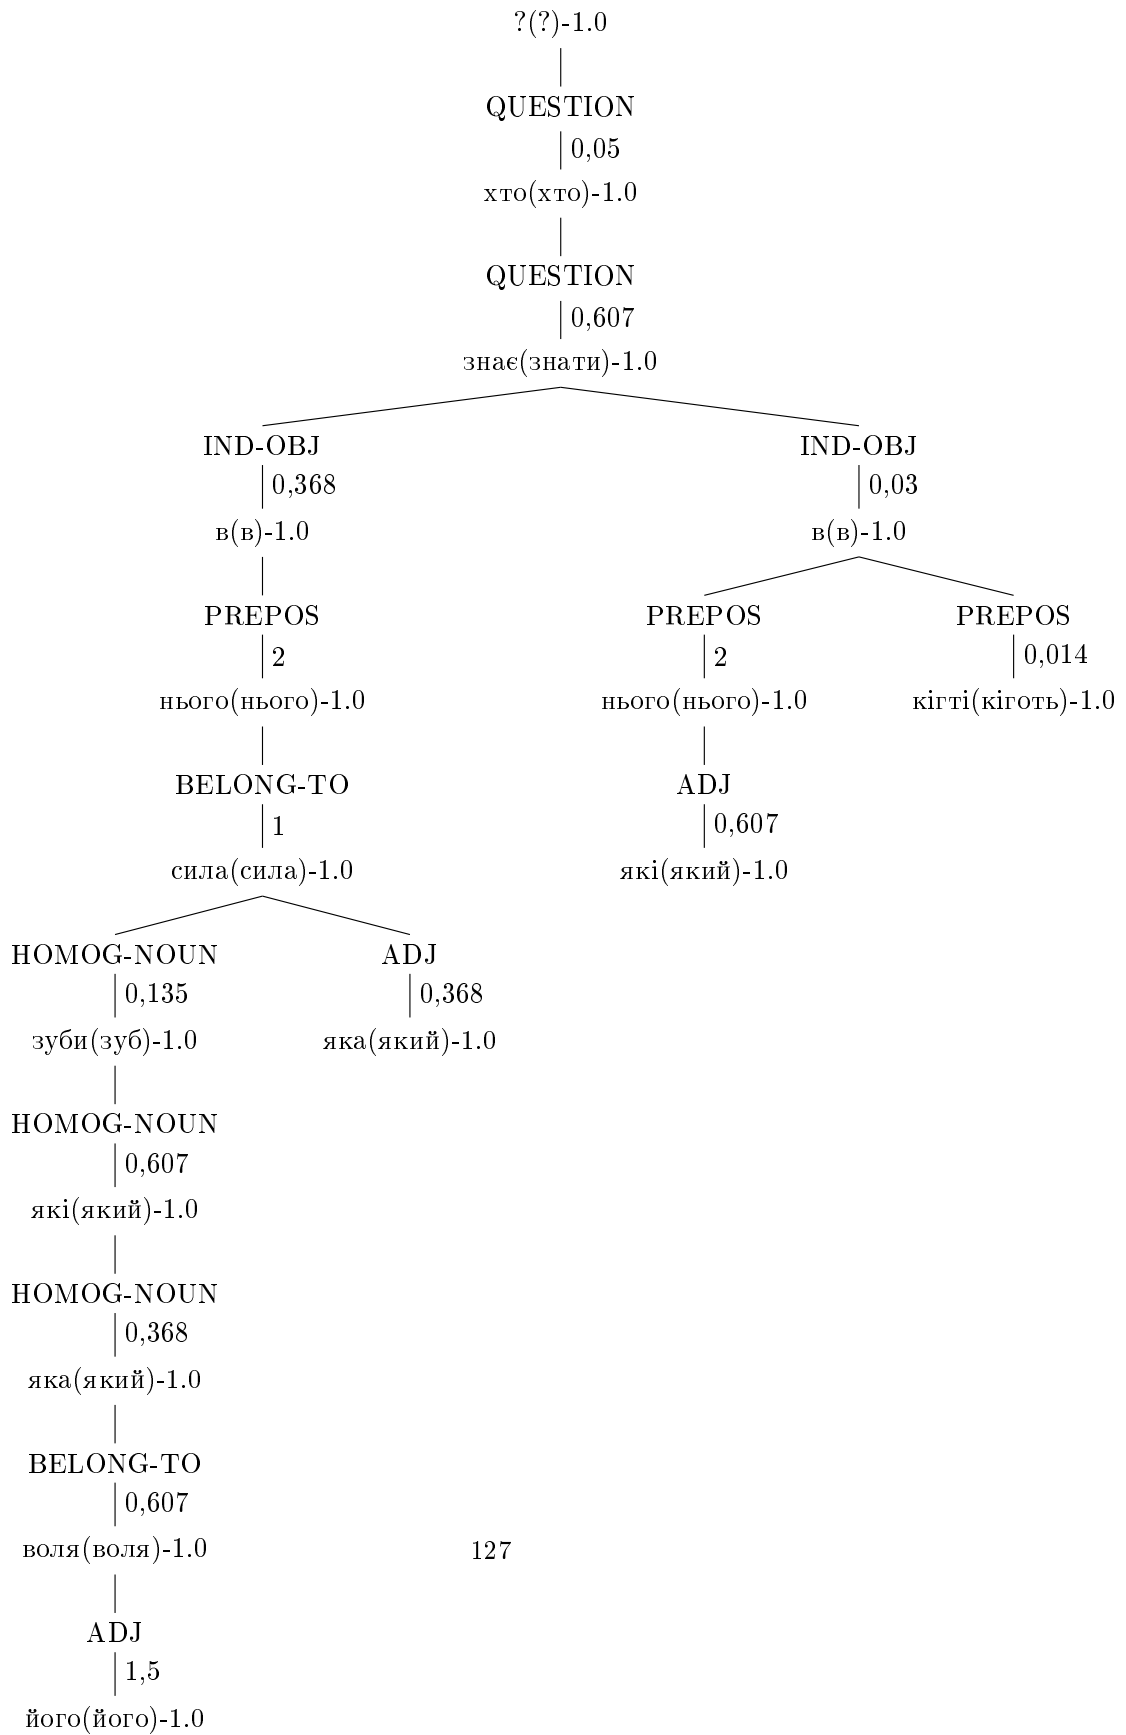 ?(?)-1.0
QUESTION
0,05
хто(хто)-1.0
QUESTION
0,607
знає(знати)-1.0
IND-OBJ IND-OBJ
0,368 0,03
в(в)-1.0 в(в)-1.0
PREPOS PREPOS PREPOS
2 2 0,014
нього(нього)-1.0 нього(нього)-1.0 кігті(кіготь)-1.0
BELONG-TO ADJ
1 0,607
сила(сила)-1.0 які(який)-1.0
HOMOG-NOUN ADJ
0,135 0,368
зуби(зуб)-1.0 яка(який)-1.0
HOMOG-NOUN
0,607
які(який)-1.0
HOMOG-NOUN
0,368
яка(який)-1.0
BELONG-TO
0,607
воля(воля)-1.0 127
ADJ
1,5
його(його)-1.0